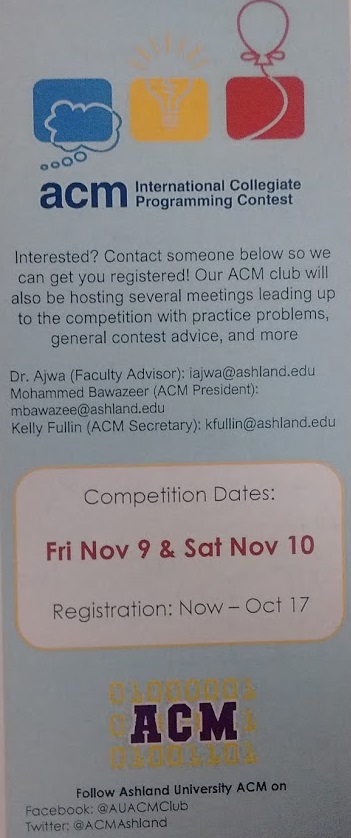 acm International Collegiate
Programming Contest
Interested? Contact someone below so we
can get you registered! Our ACM club will
also be hosting several meetings leading up
to the competition with practice problems,
general contest advice, and more
Dr. Ajwa (Faculty Advisor): iajwa@ashland.edu
Mohammed Bawazeer (ACM President):
mbawazee@ashland.edu
Kelly Fullin (ACM Secretary): kfullin@ashland.edu
Competition Dates:
Fri Nov 9 & Sat Nov 10
Registration: Now – Oct 17
01000001
ACM
01001101
Follow Ashland University ACM on
Facebook: @AUACMClub
Twitter: @ACMAshland